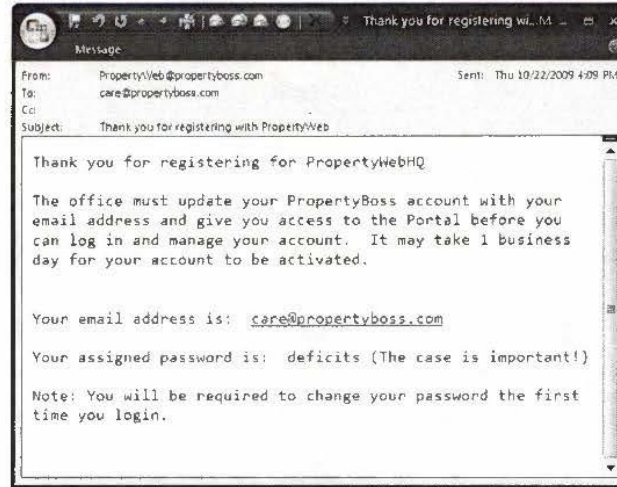 Thank you for registering wi...M
Message
From: PropertyWeb@propertyboss.com Sent: Thu 10/22/2009 4:09 PM
To: care@propertyboss.com
Cc:
Subject: Thank you for registering with PropertyWeb
Thank you for registering for PropertyWebHQ
The office must update your PropertyBoss account with your
email address and give you access to the Portal before you
can log in and manage your account. It may take 1 business
day for your account to be activated.
Your email address is: care@propertyboss.com
Your assigned password is: deficits (The case is important!)
Note: You will be required to change your password the first
time you login.